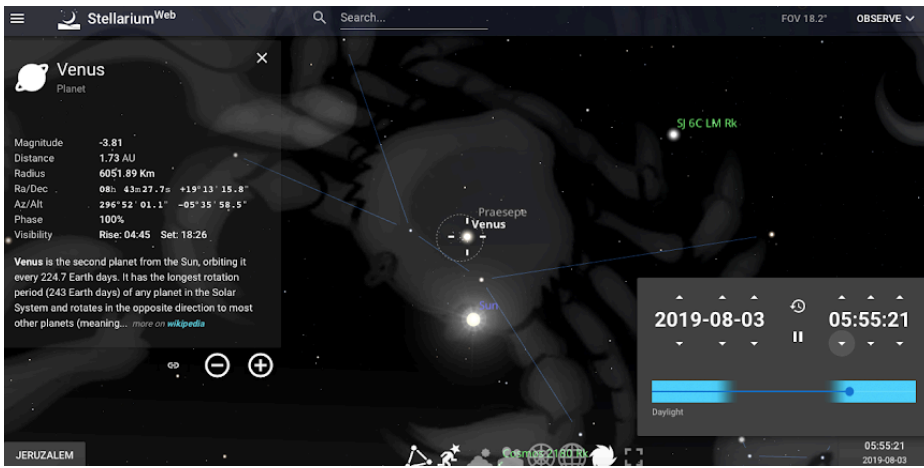 StellariumWeb
Search...
FOV 18.2°
OBSERVE
Venus
Planet
Magnitude -3.81
Distance 1.73 AU
Radius 6051.89 Km
Ra/Dec 08h 43m27.7s +19°13'15.8"
Az/Alt 296°52'01.1" -05°35'58.5"
Phase 100%
Visibility Rise: 04:45 Set: 18:26
Venus is the second planet from the Sun, orbiting it
every 224.7 Earth days. It has the longest rotation
period (243 Earth days) of any planet in the Solar
System and rotates in the opposite direction to most
other planets (meaning... more on wikipedia
SJ 6C LM Rk
Praesepe
Venus
Sun
2019-08-03
05:55:21
Daylight
JERUZALEM
Cosmos 2180 Rk
05:55:21
2019-08-03